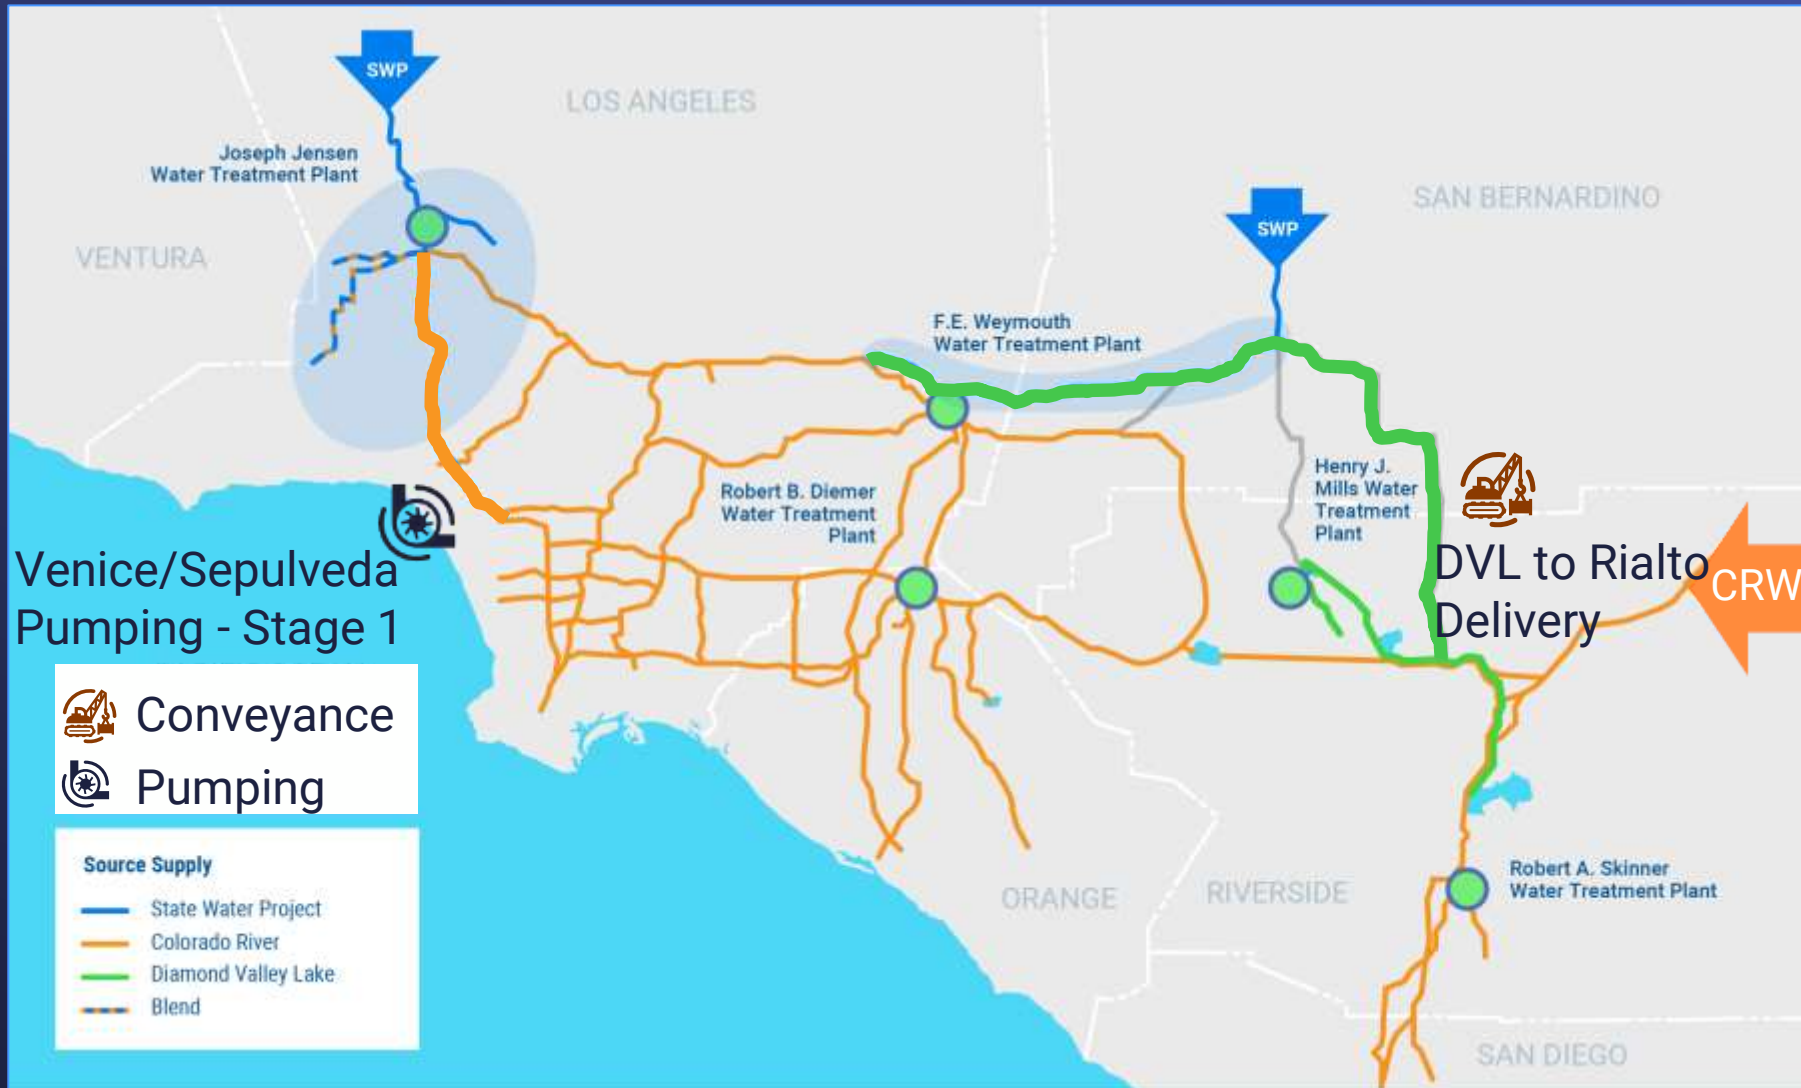 SWP
LOS ANGELES
Joseph Jensen
Water Treatment Plant
SAN BERNARDINO
SWP
VENTURA
F.E. Weymouth
Water Treatment Plant
Henry J.
Mills Water
Treatment
Plant
Robert B. Diemer
Water Treatment
Plant
DVL to Rialto
Delivery
CRW
Venice/Sepulveda
Pumping - Stage 1
Conveyance
Pumping
Source Supply
State Water Project
Colorado River
Diamond Valley Lake
Blend
ORANGE
RIVERSIDE
Robert A. Skinner
Water Treatment Plant
SAN DIEGO